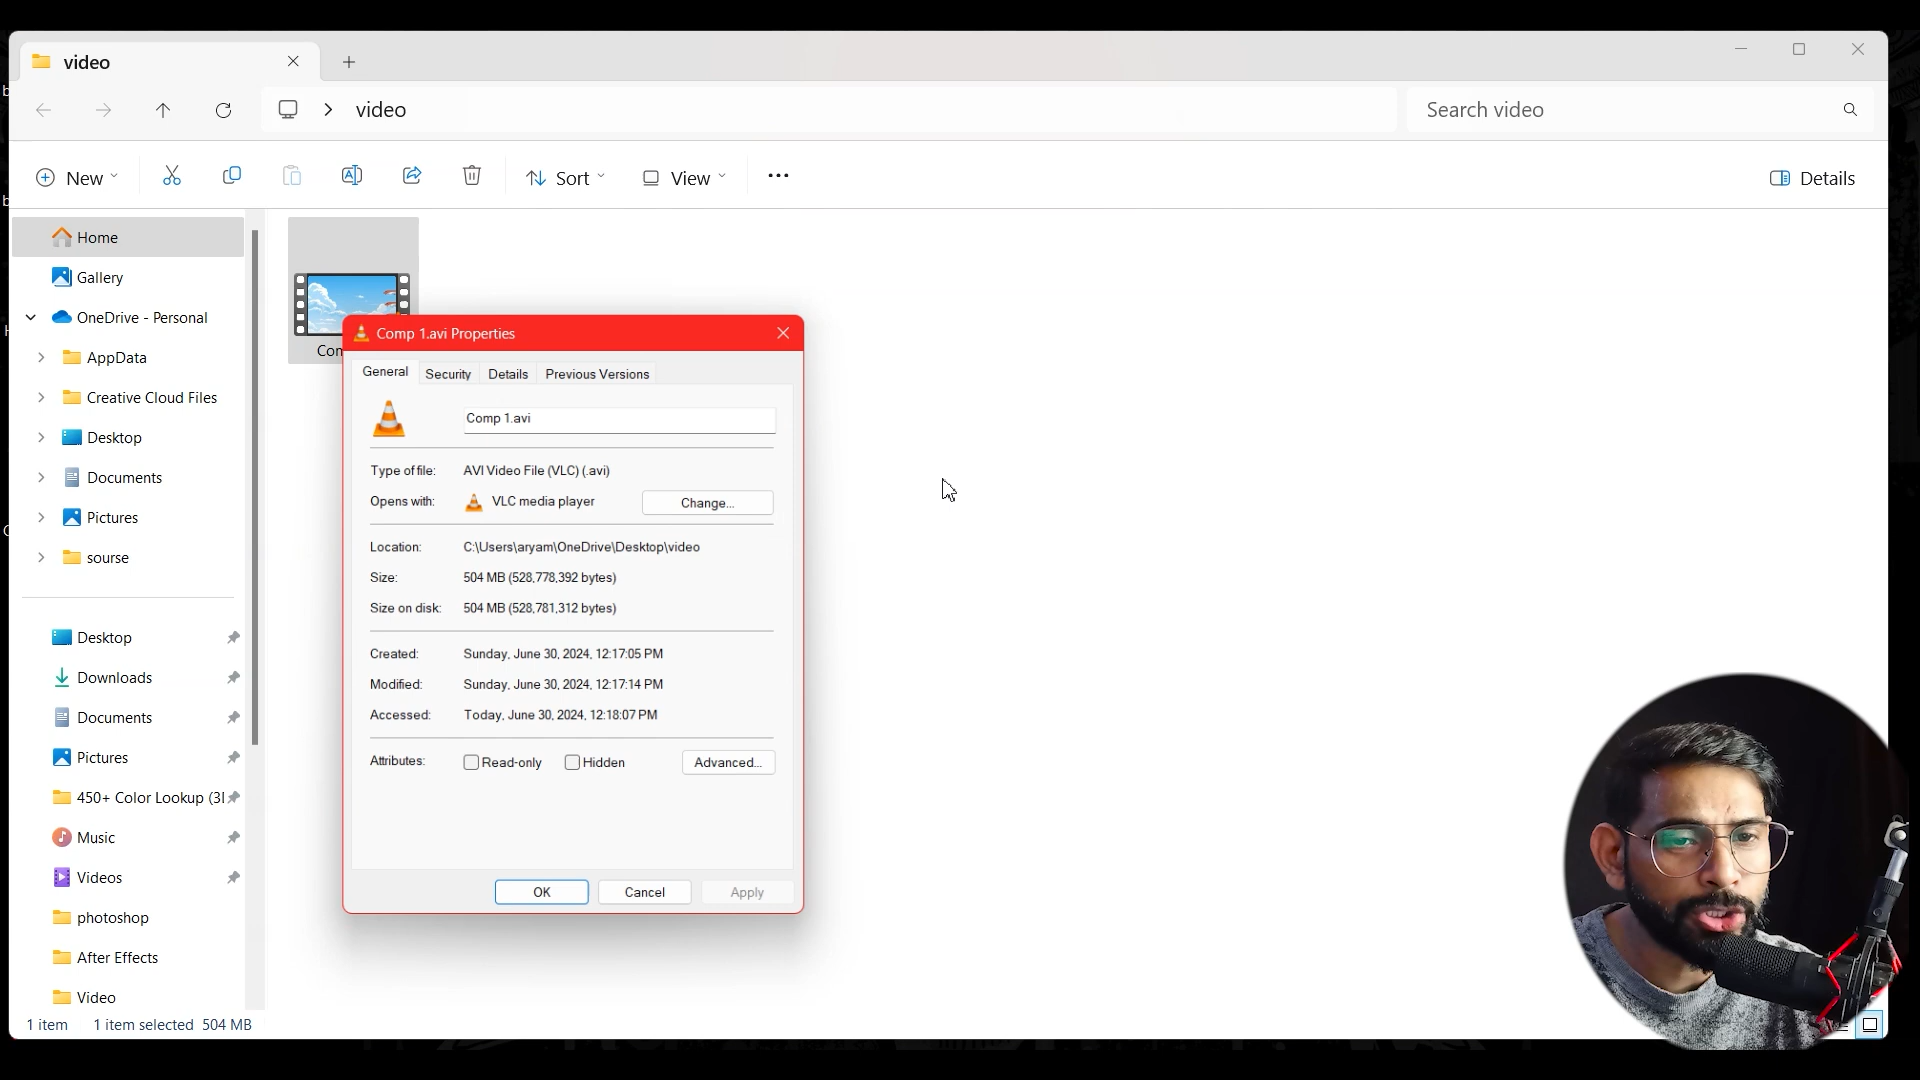 video
video
Search video
New
Sort
View
Details
Home
Gallery
OneDrive - Personal
AppData
Creative Cloud Files
Desktop
Documents
Pictures
sourse
Desktop
Downloads
Documents
Pictures
450+ Color Lookup (3
Music
Videos
photoshop
After Effects
Video
1 item 1 item selected 504 MB
Comp 1.avi Properties
General Security Details Previous Versions
Comp 1.avi
Type of file: AVI Video File (VLC) (.avi)
Opens with: VLC media player Change...
Location: C:\Users\aryam\OneDrive\Desktop\video
Size: 504 MB (528,778,392 bytes)
Size on disk: 504 MB (528,781,312 bytes)
Created: Sunday, June 30, 2024, 12:17:05 PM
Modified: Sunday, June 30, 2024, 12:17:14 PM
Accessed: Today, June 30, 2024, 12:18:07 PM
Attributes: Read-only Hidden Advanced...
OK Cancel Apply